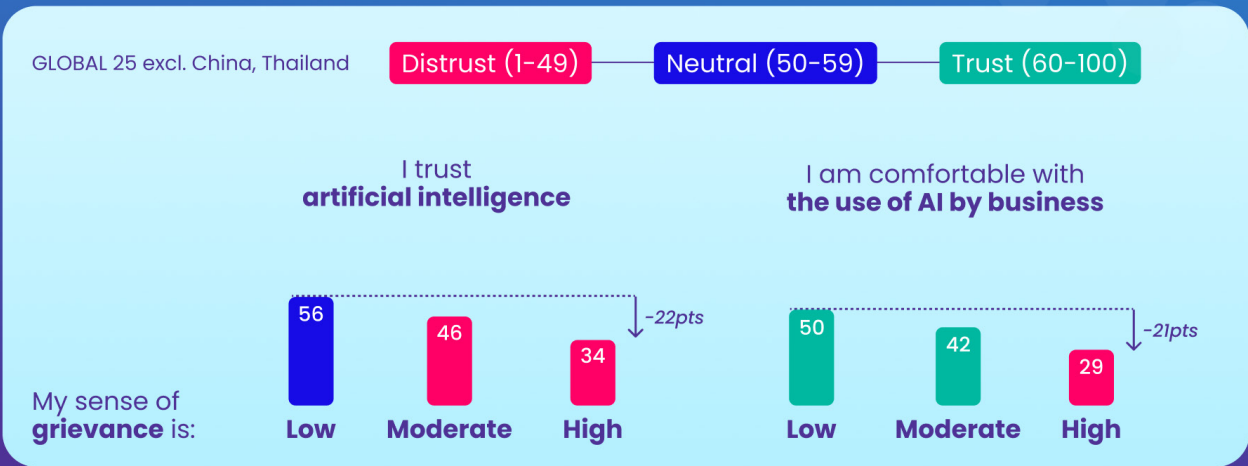 GLOBAL 25 excl. China, Thailand
Distrust (1-49)
Neutral (50-59)
Trust (60-100)
I trust
artificial intelligence
I am comfortable with
the use of AI by business
56
46
34
-22pts
50
42
29
-21pts
My sense of
grievance is:
Low
Moderate
High
Low
Moderate
High